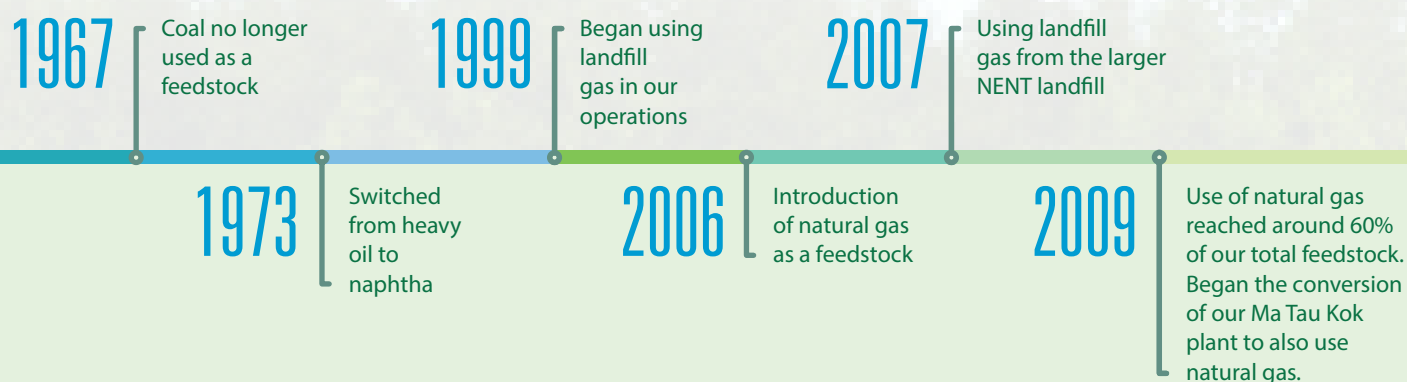 1967
Coal no longer
used as a
feedstock
1973
Switched
from heavy
oil to
naphtha
1999
Began using
landfill
gas in our
operations
2006
Introduction
of natural gas
as a feedstock
2007
Using landfill
gas from the larger
NENT landfill
2009
Use of natural gas
reached around 60%
of our total feedstock.
Began the conversion
of our Ma Tau Kok
plant to also use
natural gas.